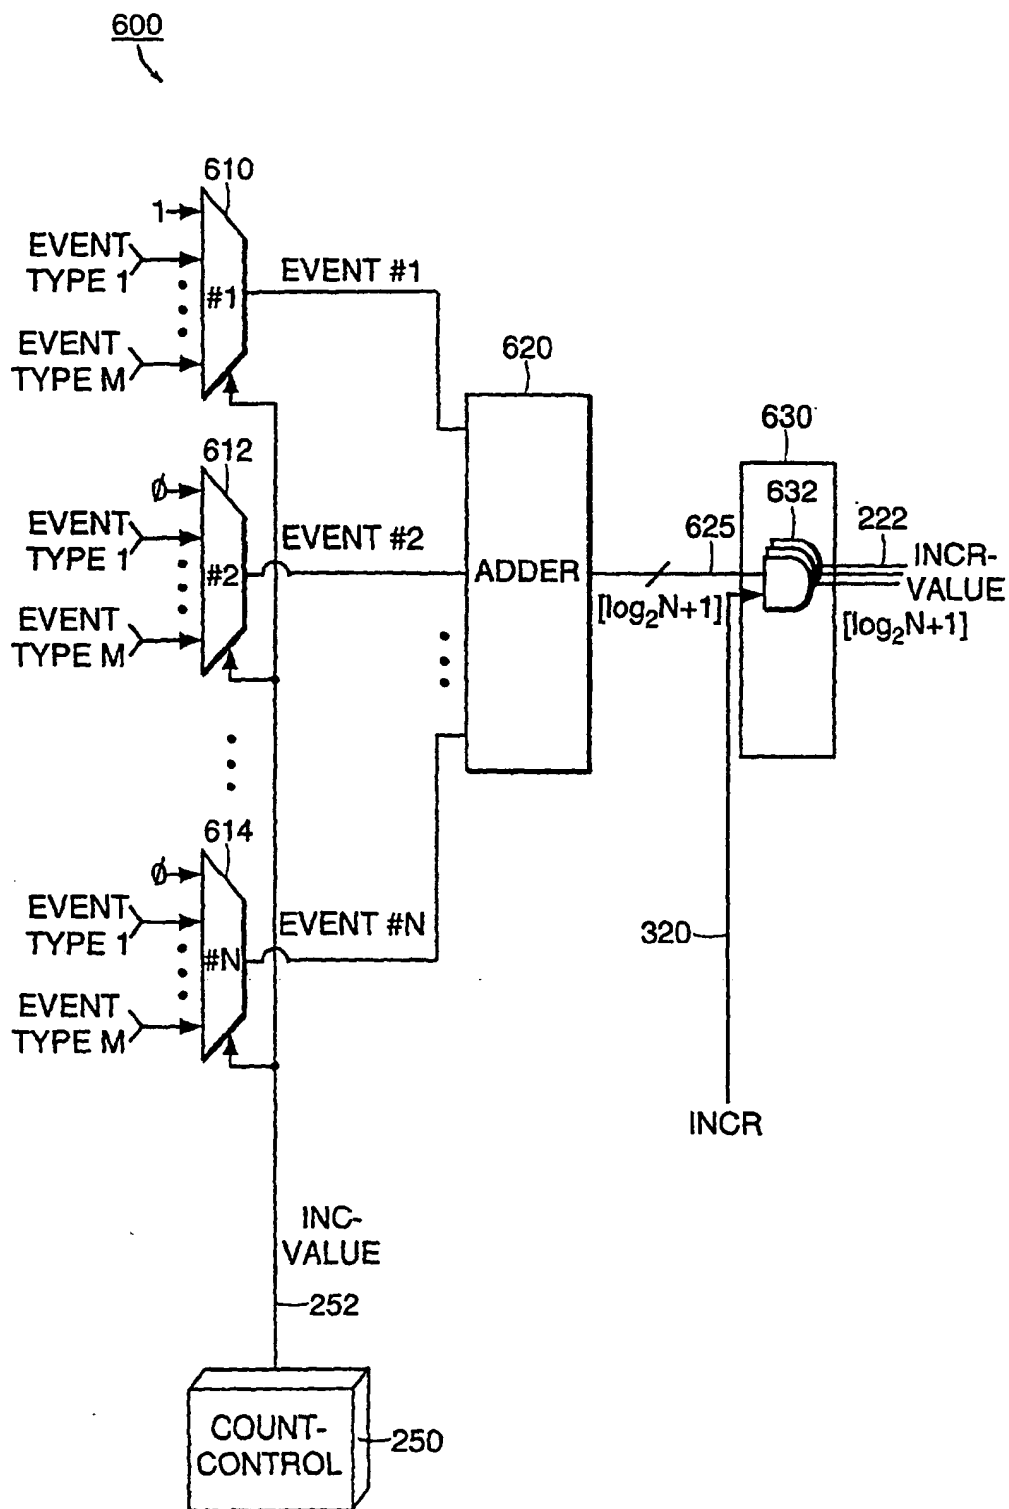 600
610
1
EVENT
TYPE 1
#1
EVENT
TYPE M
EVENT #1
612
Ø
EVENT
TYPE 1
#2
EVENT
TYPE M
EVENT #2
620
ADDER
625
[log₂N+1]
630
632
222
INCR-
VALUE
[log₂N+1]
614
Ø
EVENT
TYPE 1
#N
EVENT
TYPE M
EVENT #N
320
INCR
INC-
VALUE
252
COUNT-
CONTROL
250